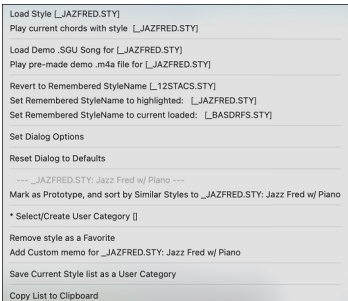 Load Style [_JAZFRED.STY]
Play current chords with style [_JAZFRED.STY]
Load Demo .SGU Song for [_JAZFRED.STY]
Play pre-made demo .m4a file for [_JAZFRED.STY]
Revert to Remembered StyleName [_12STACS.STY]
Set Remembered StyleName to highlighted: [_JAZFRED.STY]
Set Remembered StyleName to current loaded: [_BASDRFS.STY]
Set Dialog Options
Reset Dialog to Defaults
--- _JAZFRED.STY: Jazz Fred w/ Piano ---
Mark as Prototype, and sort by Similar Styles to _JAZFRED.STY: Jazz Fred w/ Piano
* Select/Create User Category []
Remove style as a Favorite
Add Custom memo for _JAZFRED.STY: Jazz Fred w/ Piano
Save Current Style list as a User Category
Copy List to Clipboard